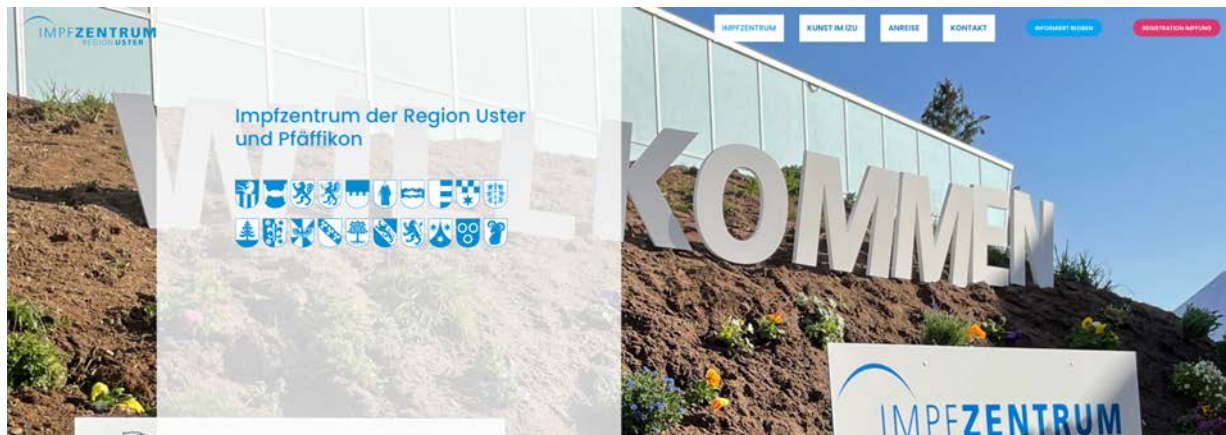 IMPFZENTRUM
REGION USTER
IMPFZENTRUM
KUNST IM IZU
ANREISE
KONTAKT
INFORMIERT BLEIBEN
REGISTRATION IMPFUNG
Impfzentrum der Region Uster
und Pfäffikon
WILLKOMMEN
IMPFZENTRUM